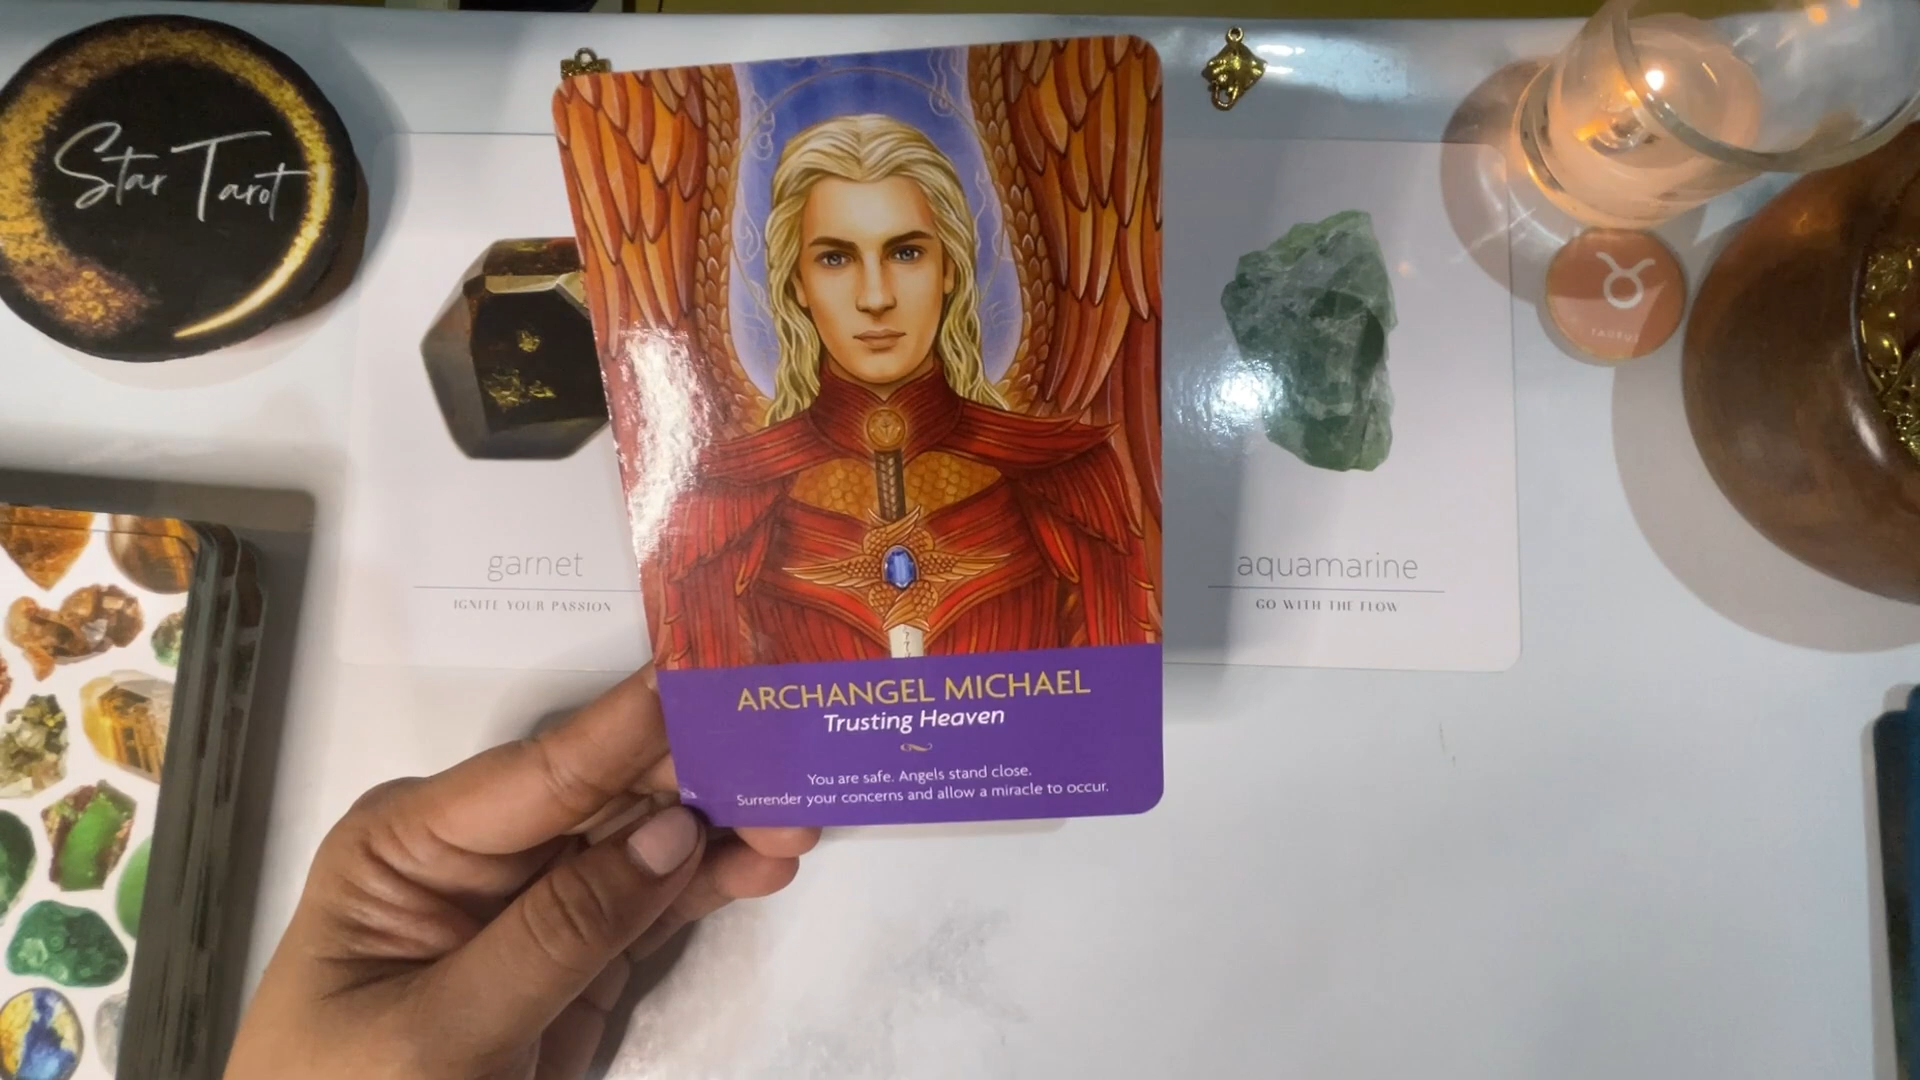 Star Tarot
TAURUS
garnet
IGNITE YOUR PASSION
aquamarine
GO WITH THE FLOW
ARCHANGEL MICHAEL
Trusting Heaven
You are safe. Angels stand close.
Surrender your concerns and allow a miracle to occur.